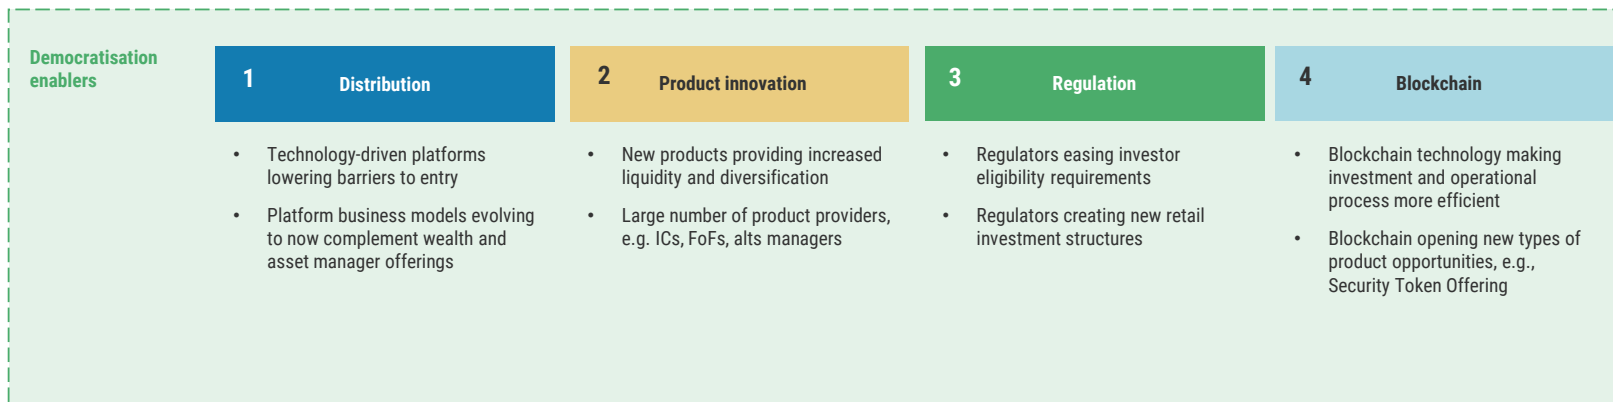 Democratisation
enablers
1
Distribution
• Technology-driven platforms
lowering barriers to entry
• Platform business models evolving
to now complement wealth and
asset manager offerings
2
Product innovation
• New products providing increased
liquidity and diversification
• Large number of product providers,
e.g. ICs, FoFs, alts managers
3
Regulation
• Regulators easing investor
eligibility requirements
• Regulators creating new retail
investment structures
4
Blockchain
• Blockchain technology making
investment and operational
process more efficient
• Blockchain opening new types of
product opportunities, e.g.,
Security Token Offering